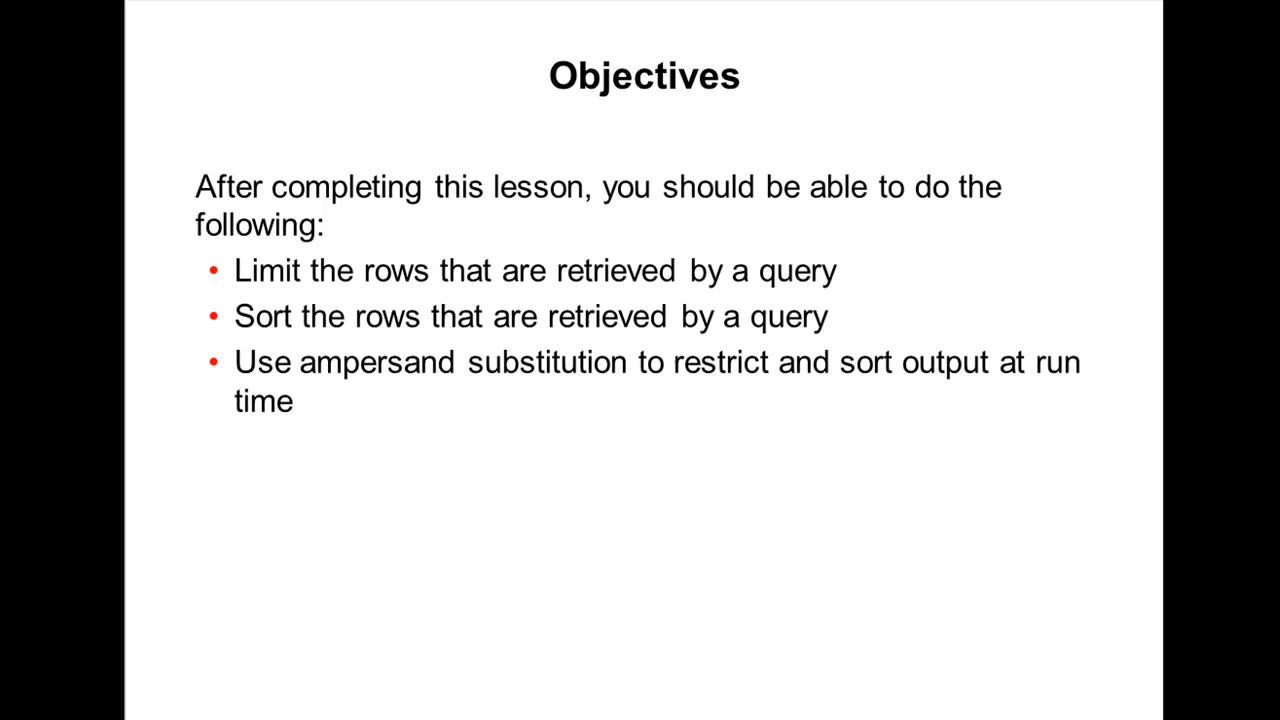 Objectives
After completing this lesson, you should be able to do the
following:
• Limit the rows that are retrieved by a query
• Sort the rows that are retrieved by a query
• Use ampersand substitution to restrict and sort output at run
time